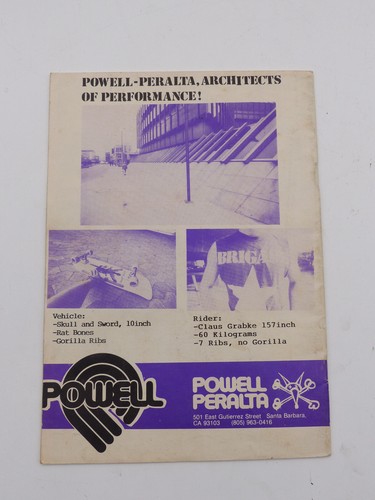 POWELL-PERALTA, ARCHITECTS
OF PERFORMANCE!
BRIGA
Vehicle:
-Skull and Sword, 10inch
-Rat Bones
-Gorilla Ribs
Rider:
-Claus Grabke 157inch
-60 Kilograms
-7 Ribs, no Gorilla
POWELL
POWELL
PERALTA
501 East Gutierrez Street Santa Barbara,
CA 93103 (805) 963-0416